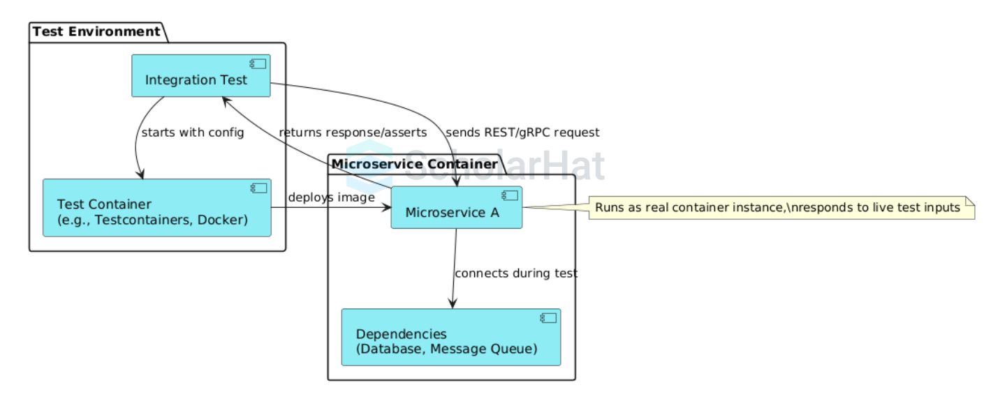 Test Environment
Integration Test
starts with config
returns response/asserts
sends REST/gRPC request
ScholarHat
Microservice Container
Test Container
(e.g., Testcontainers, Docker)
deploys image
Microservice A
Runs as real container instance,\nresponds to live test inputs
connects during test
Dependencies
(Database, Message Queue)